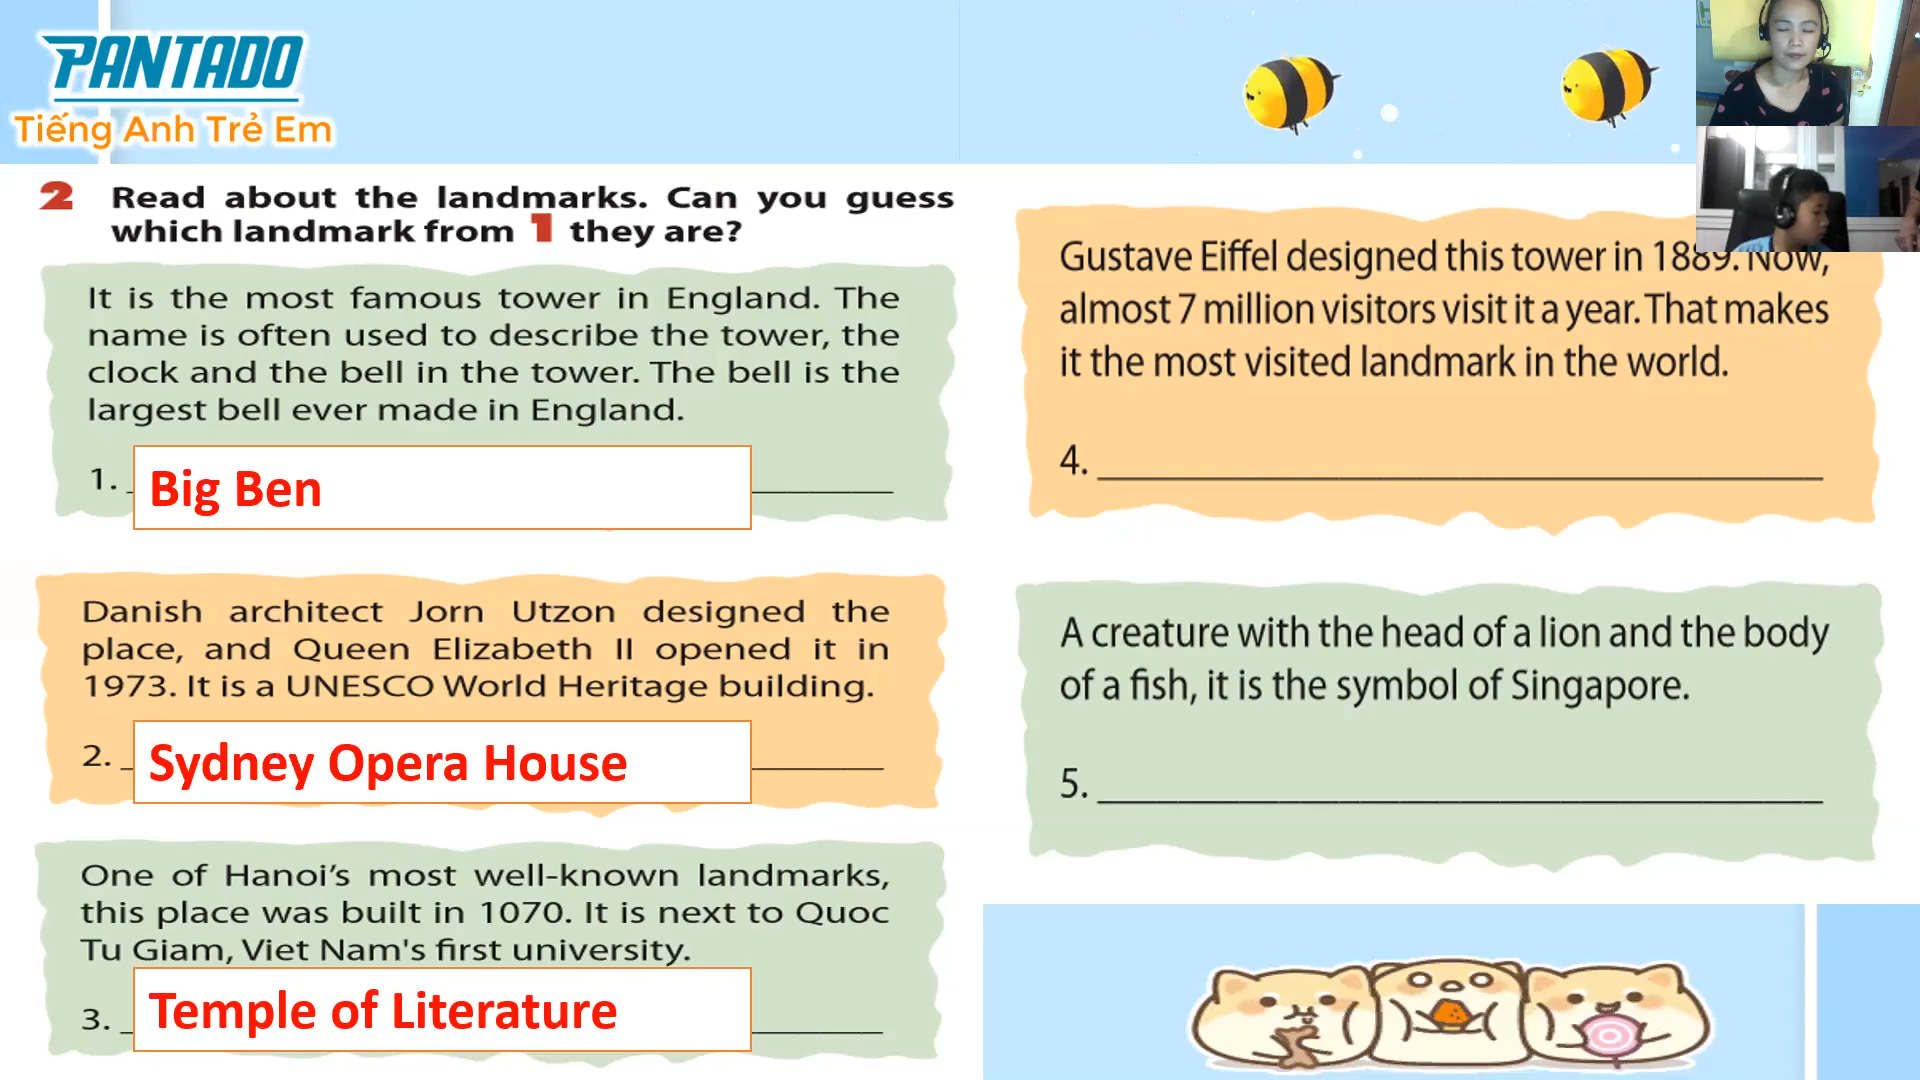 PANTADO
Tiếng Anh Trẻ Em
2 Read about the landmarks. Can you guess
which landmark from 1 they are?
It is the most famous tower in England. The
name is often used to describe the tower, the
clock and the bell in the tower. The bell is the
largest bell ever made in England.
1. Big Ben
Danish architect Jorn Utzon designed the
place, and Queen Elizabeth II opened it in
1973. It is a UNESCO World Heritage building.
2. Sydney Opera House
One of Hanoi's most well-known landmarks,
this place was built in 1070. It is next to Quoc
Tu Giam, Viet Nam's first university.
3. Temple of Literature
Gustave Eiffel designed this tower in 1889. Now,
almost 7 million visitors visit it a year. That makes
it the most visited landmark in the world.
4.
A creature with the head of a lion and the body
of a fish, it is the symbol of Singapore.
5.